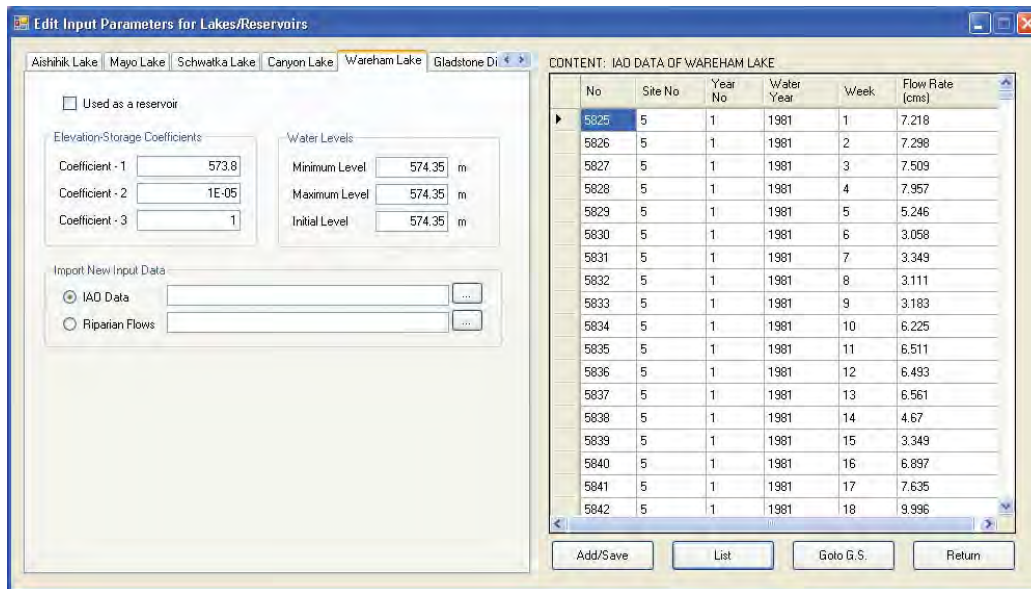 Edit Input Parameters for Lakes/Reservoirs
Aishihik Lake Mayo Lake Schwatka Lake Canyon Lake Wareham Lake Gladstone Di
Used as a reservoir
Elevation-Storage Coefficients
Coefficient - 1 573.8
Coefficient - 2 1E-05
Coefficient - 3 1
Water Levels
Minimum Level 574.35 m
Maximum Level 574.35 m
Initial Level 574.35 m
Import New Input Data
IAO Data ...
Riparian Flows ...
CONTENT: IAO DATA OF WAREHAM LAKE
No Site No Year No Water Year Week Flow Rate (cms)
5825 5 1 1981 1 7.218
5826 5 1 1981 2 7.298
5827 5 1 1981 3 7.509
5828 5 1 1981 4 7.957
5829 5 1 1981 5 5.246
5830 5 1 1981 6 3.058
5831 5 1 1981 7 3.349
5832 5 1 1981 8 3.111
5833 5 1 1981 9 3.183
5834 5 1 1981 10 6.225
5835 5 1 1981 11 6.511
5836 5 1 1981 12 6.493
5837 5 1 1981 13 6.561
5838 5 1 1981 14 4.67
5839 5 1 1981 15 3.349
5840 5 1 1981 16 6.897
5841 5 1 1981 17 7.635
5842 5 1 1981 18 9.996
Add/Save List Goto G.S. Return